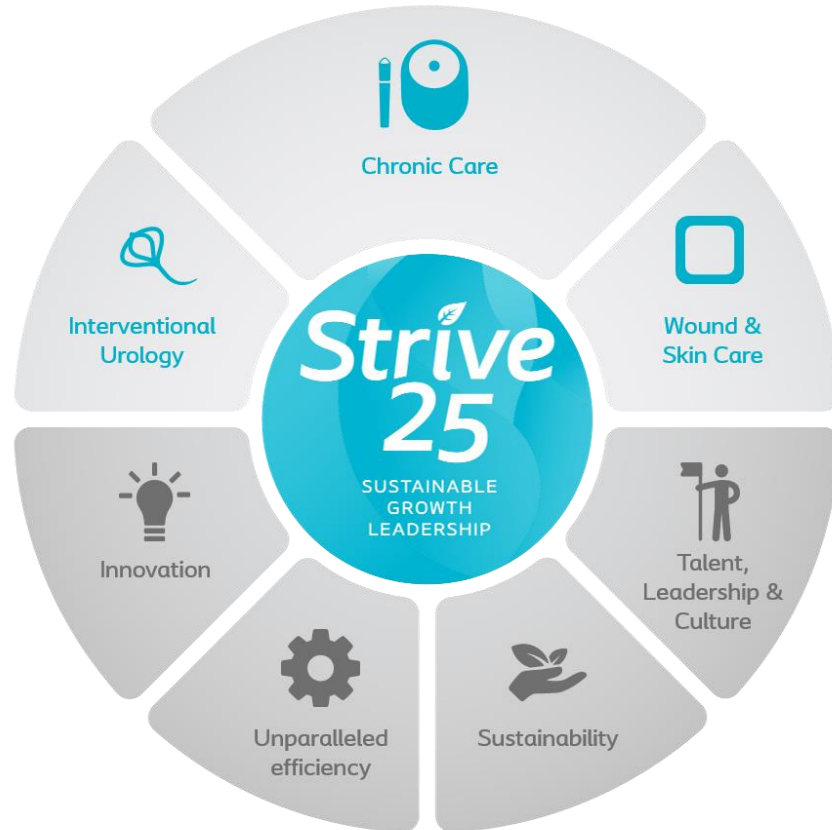 Chronic Care
Interventional
Urology
Wound &
Skin Care
Strive
25
SUSTAINABLE
GROWTH
LEADERSHIP
Innovation
Talent,
Leadership &
Culture
Unparalleled
efficiency
Sustainability